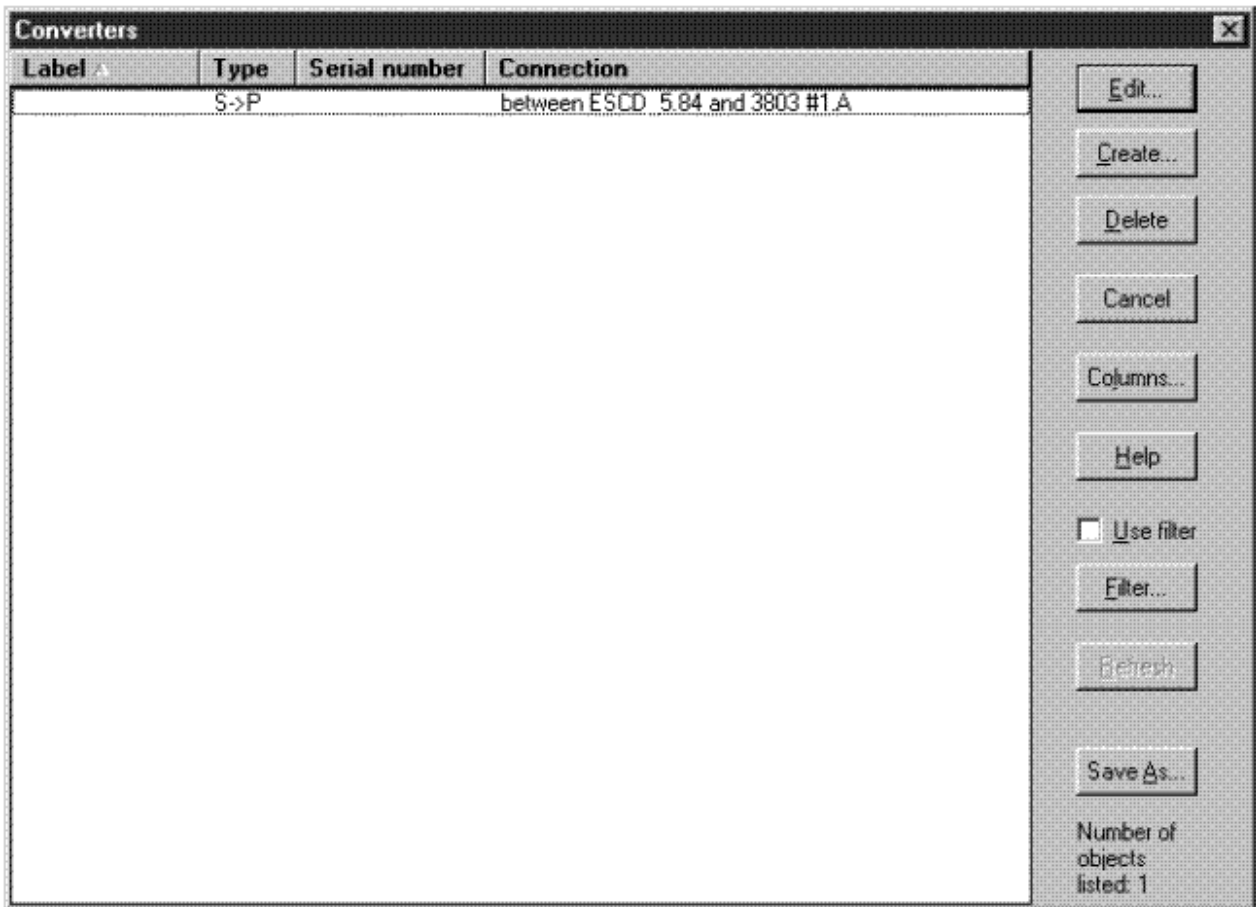 Converters
Label Type Serial number Connection
S->P between ESCD 5.84 and 3803 #1.A
Edit...
Create...
Delete
Cancel
Columns...
Help
Use filter
Filter...
Refresh
Save As...
Number of
objects
listed: 1